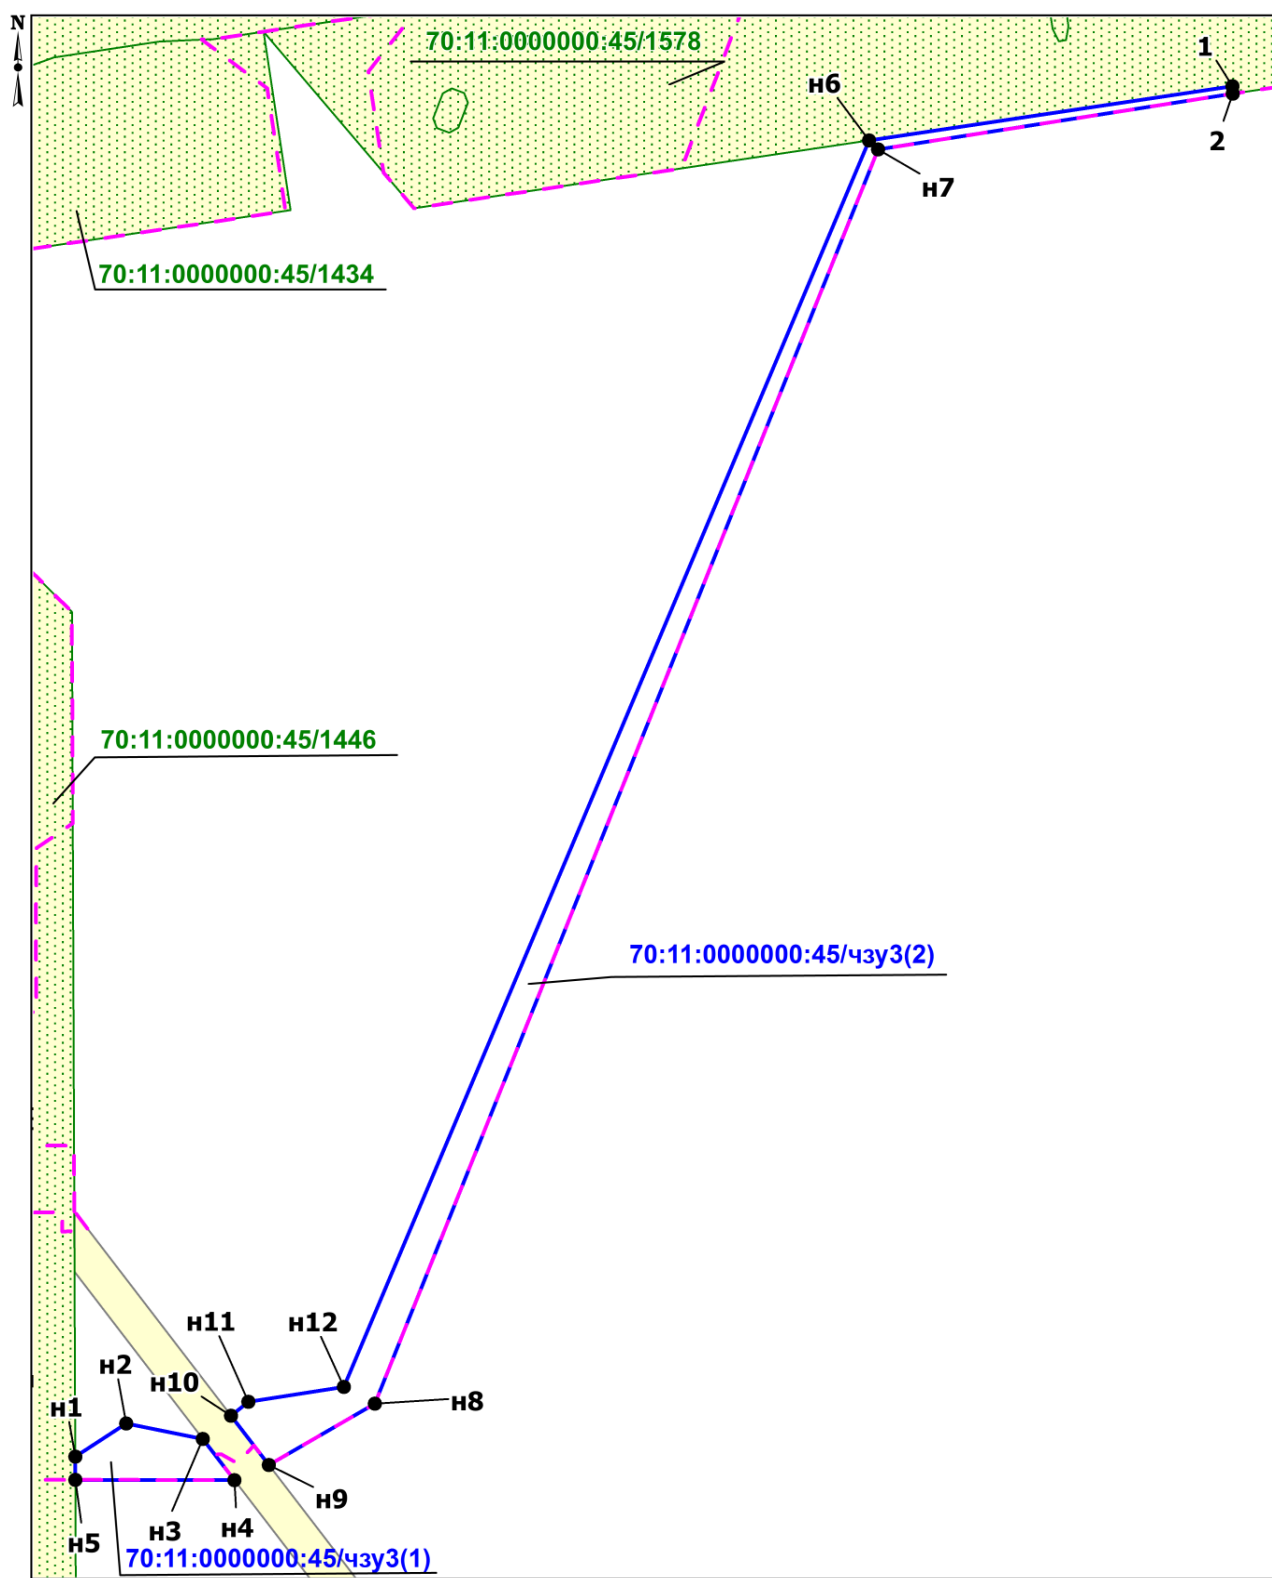 N
70:11:0000000:45/1578
1
н6
2
н7
70:11:0000000:45/1434
70:11:0000000:45/1446
70:11:0000000:45/чзу3(2)
н11
н12
н2
н10
н1
н8
н9
н3
н4
н5
70:11:0000000:45/чзу3(1)